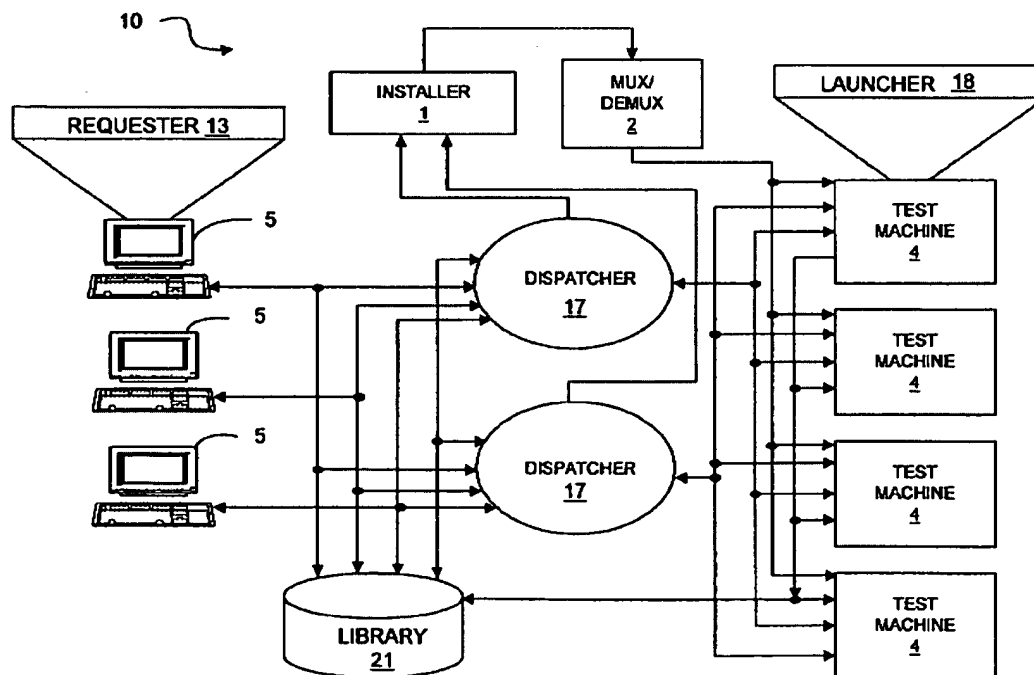 10
REQUESTER 13
INSTALLER
1
MUX/
DEMUX
2
LAUNCHER 18
5
5
5
DISPATCHER
17
DISPATCHER
17
TEST
MACHINE
4
TEST
MACHINE
4
TEST
MACHINE
4
TEST
MACHINE
4
LIBRARY
21